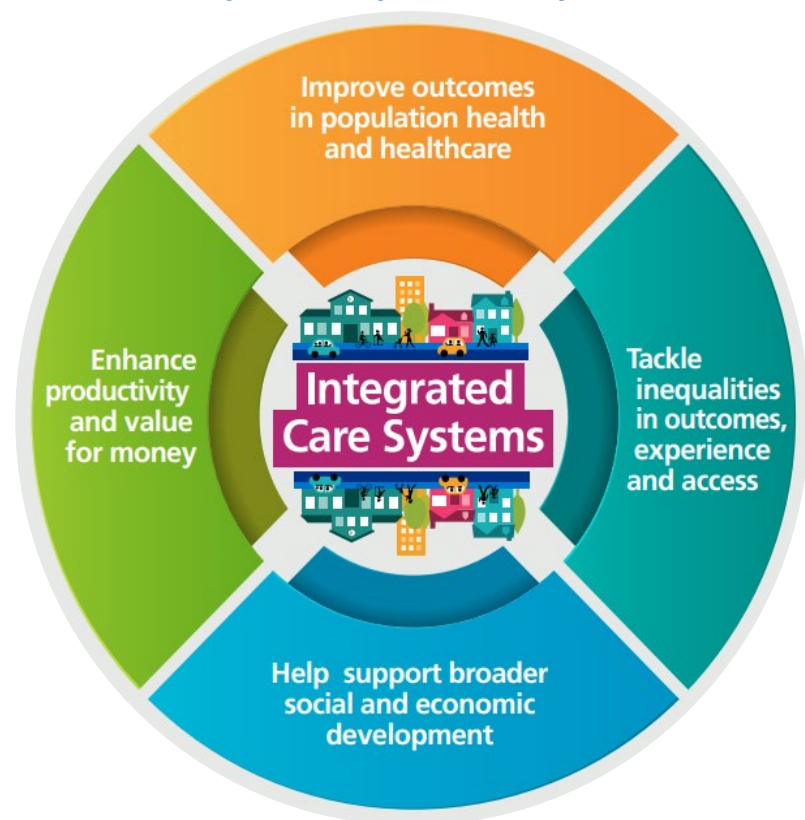 Improve outcomes
in population health
and healthcare
Enhance
productivity
and value
for money
Integrated
Care Systems
Tackle
inequalities
in outcomes,
experience
and access
Help support broader
social and economic
development